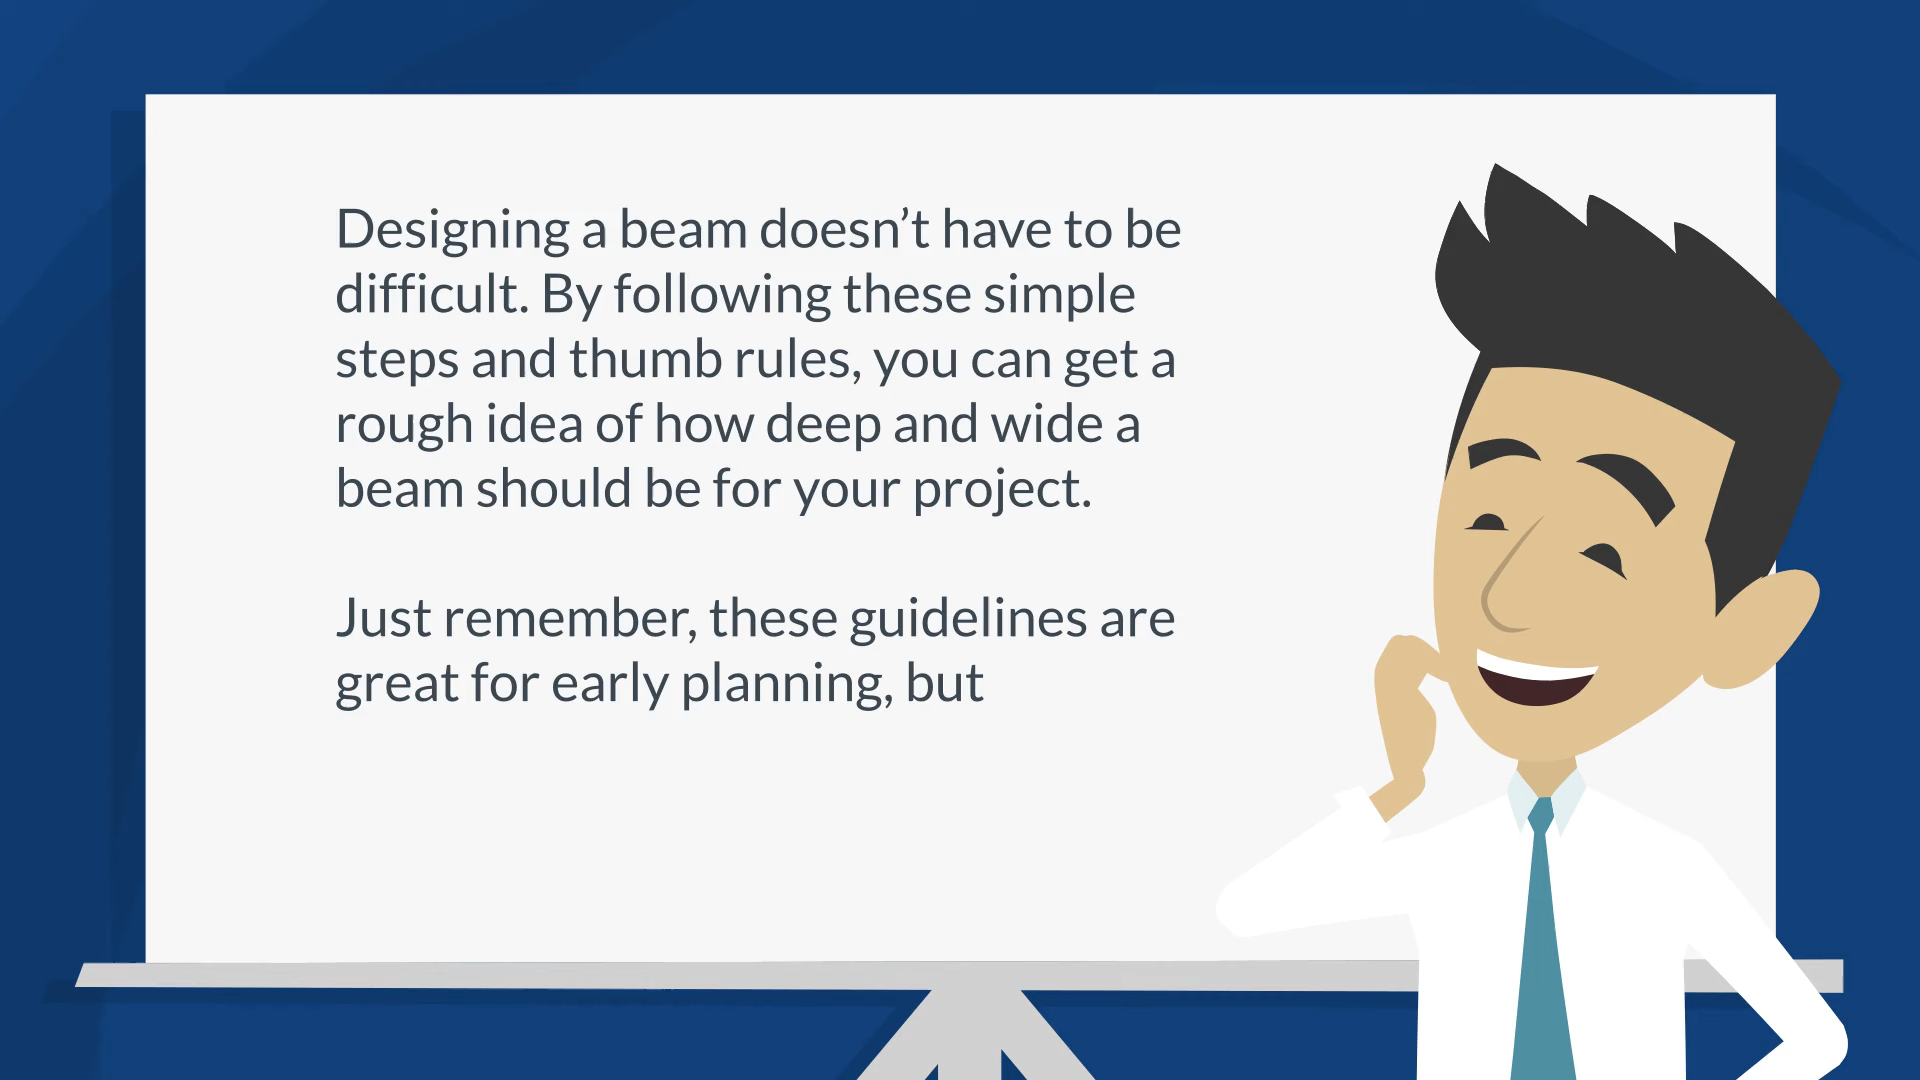 Designing a beam doesn’t have to be
difficult. By following these simple
steps and thumb rules, you can get a
rough idea of how deep and wide a
beam should be for your project.
Just remember, these guidelines are
great for early planning, but